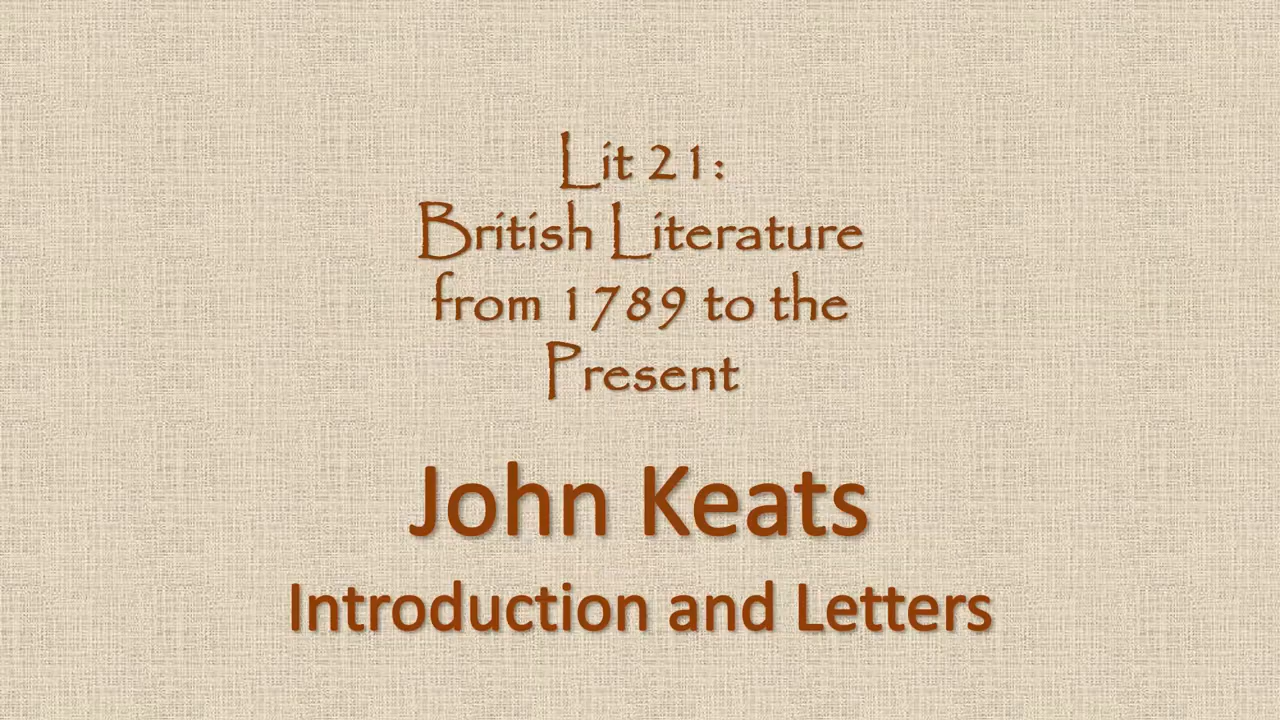 Lit 21:
British Literature
from 1789 to the
Present
John Keats
Introduction and Letters